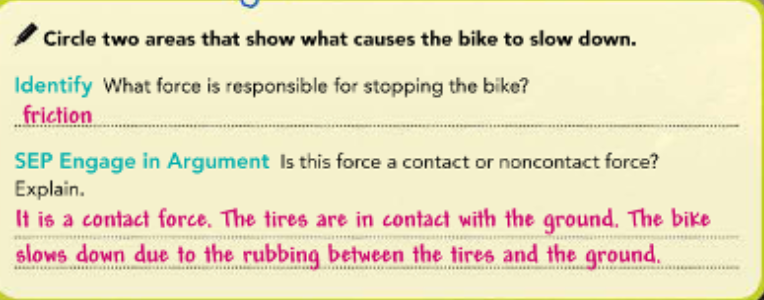 Circle two areas that show what causes the bike to slow down.
Identify What force is responsible for stopping the bike?
friction
SEP Engage in Argument Is this force a contact or noncontact force?
Explain.
It is a contact force. The tires are in contact with the ground. The bike
slows down due to the rubbing between the tires and the ground.